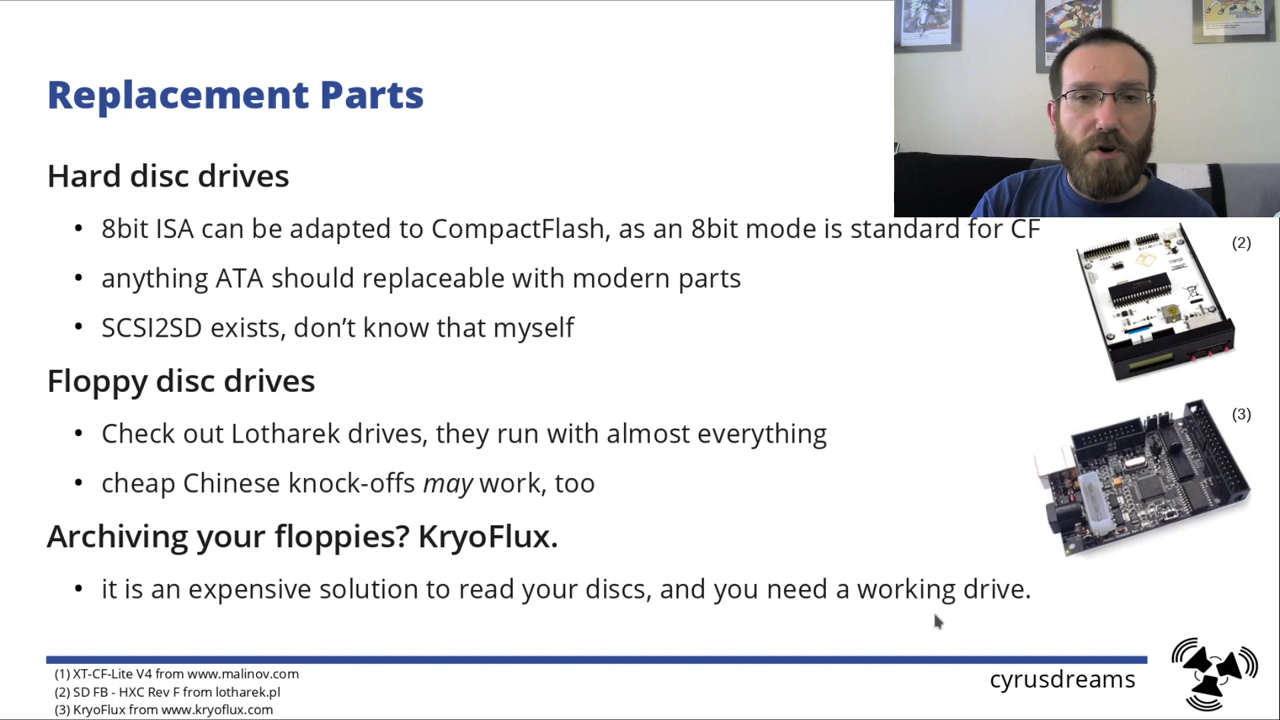 Replacement Parts
Hard disc drives
• 8bit ISA can be adapted to CompactFlash, as an 8bit mode is standard for CF
(2)
• anything ATA should replaceable with modern parts
• SCSI2SD exists, don’t know that myself
Floppy disc drives
(3)
• Check out Lotharek drives, they run with almost everything
• cheap Chinese knock-offs may work, too
Archiving your floppies? KryoFlux.
• it is an expensive solution to read your discs, and you need a working drive.
(1) XT-CF-Lite V4 from www.malinov.com
(2) SD FB - HXC Rev F from lotharek.pl
(3) KryoFlux from www.kryoflux.com
cyrusdreams